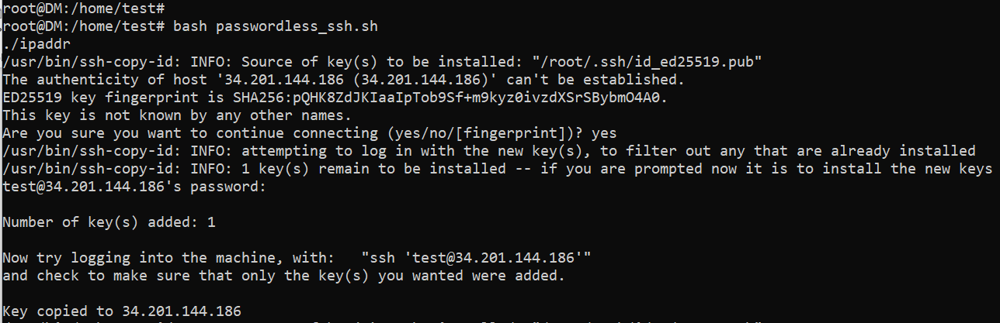 root@DM:/home/test#
root@DM:/home/test# bash passwordless_ssh.sh
./ipaddr
/usr/bin/ssh-copy-id: INFO: Source of key(s) to be installed: "/root/.ssh/id_ed25519.pub"
The authenticity of host '34.201.144.186 (34.201.144.186)' can't be established.
ED25519 key fingerprint is SHA256:pQHK8ZdJKIaaIpTob9Sf+m9kyz0ivzdXSrSBybmO4A0.
This key is not known by any other names.
Are you sure you want to continue connecting (yes/no/[fingerprint])? yes
/usr/bin/ssh-copy-id: INFO: attempting to log in with the new key(s), to filter out any that are already installed
/usr/bin/ssh-copy-id: INFO: 1 key(s) remain to be installed -- if you are prompted now it is to install the new keys
test@34.201.144.186's password:
Number of key(s) added: 1
Now try logging into the machine, with:   "ssh 'test@34.201.144.186'"
and check to make sure that only the key(s) you wanted were added.
Key copied to 34.201.144.186